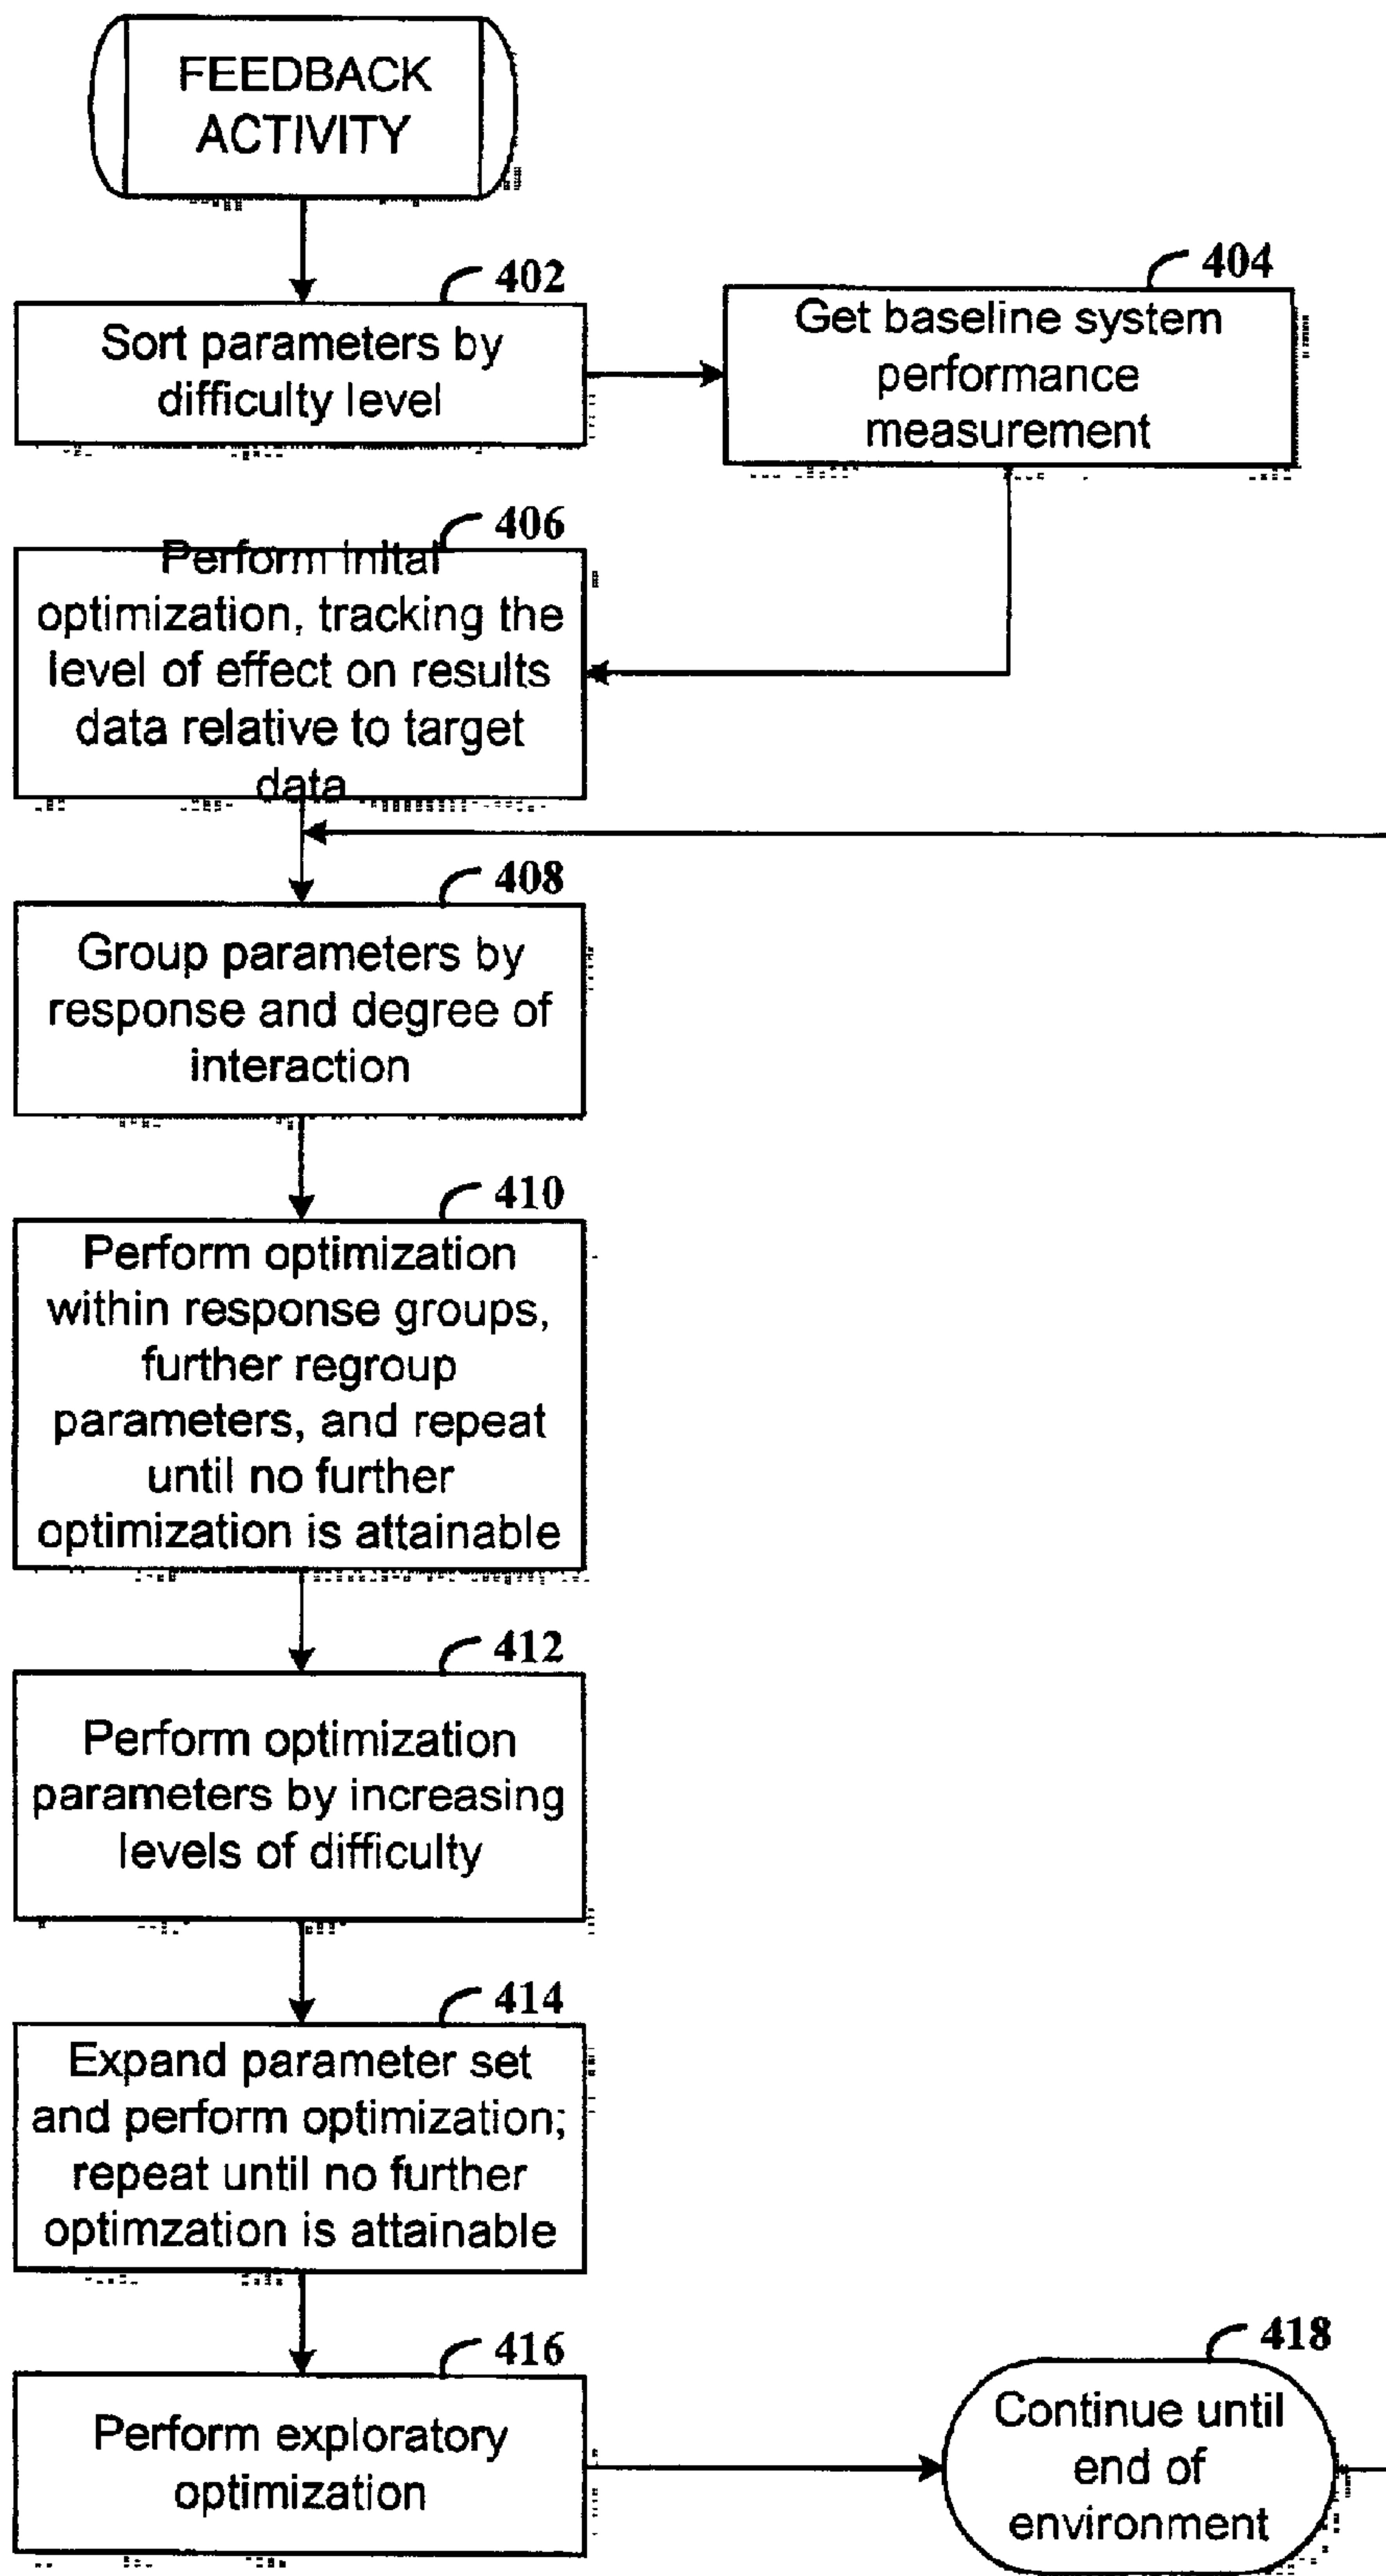 FEEDBACK
ACTIVITY
402
Sort parameters by
difficulty level
404
Get baseline system
performance
measurement
406
Perform inital
optimization, tracking the
level of effect on results
data relative to target
data
408
Group parameters by
response and degree of
interaction
410
Perform optimization
within response groups,
further regroup
parameters, and repeat
until no further
optimization is attainable
412
Perform optimization
parameters by increasing
levels of difficulty
414
Expand parameter set
and perform optimization;
repeat until no further
optimzation is attainable
416
Perform exploratory
optimization
418
Continue until
end of
environment